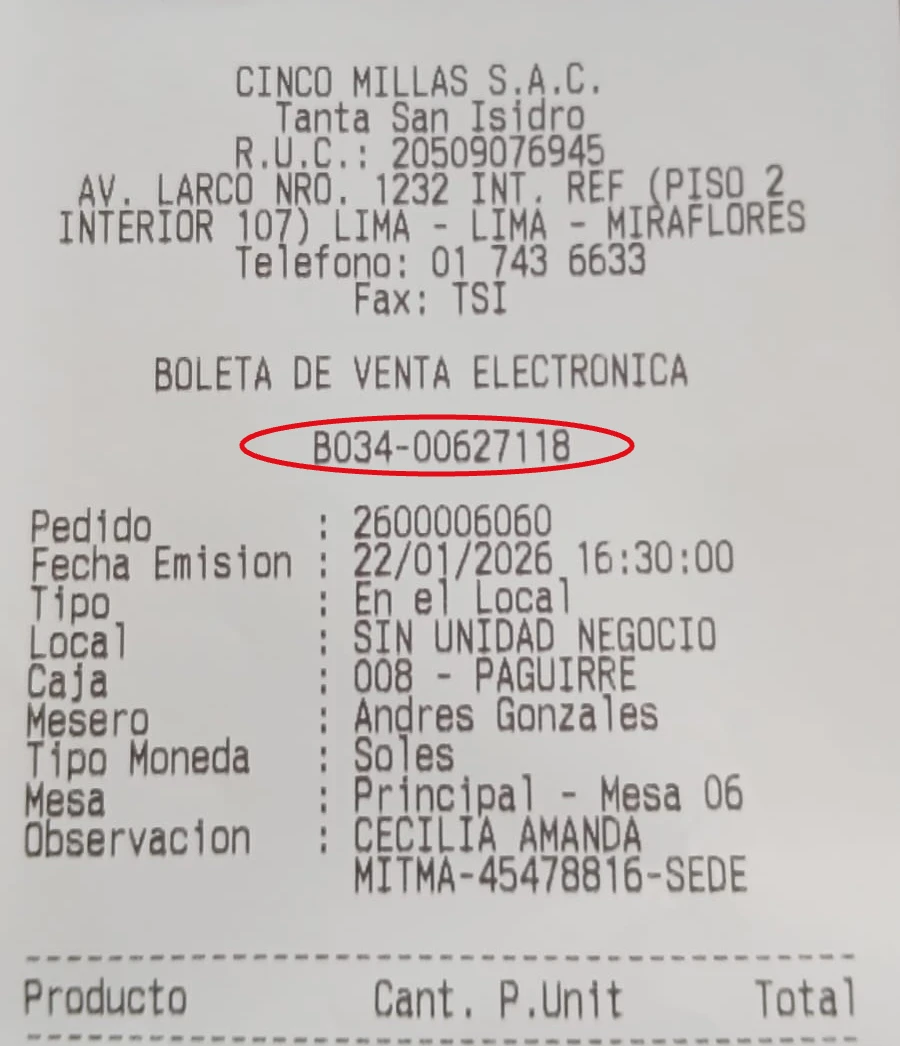 CINCO MILLAS S.A.C.
Tanta San Isidro
R.U.C.: 20509076945
AV. LARCO NRO. 1232 INT. REF (PISO 2
INTERIOR 107) LIMA - LIMA - MIRAFLORES
Telefono: 01 743 6633
Fax: TSI
BOLETA DE VENTA ELECTRONICA
B034-00627118
Pedido : 2600006060
Fecha Emision : 22/01/2026 16:30:00
Tipo : En el Local
Local : SIN UNIDAD NEGOCIO
Caja : 008 - PAGUIRRE
Mesero : Andres Gonzales
Tipo Moneda : Soles
Mesa : Principal - Mesa 06
Observacion : CECILIA AMANDA
MITMA-45478816-SEDE
Producto Cant. P.Unit Total